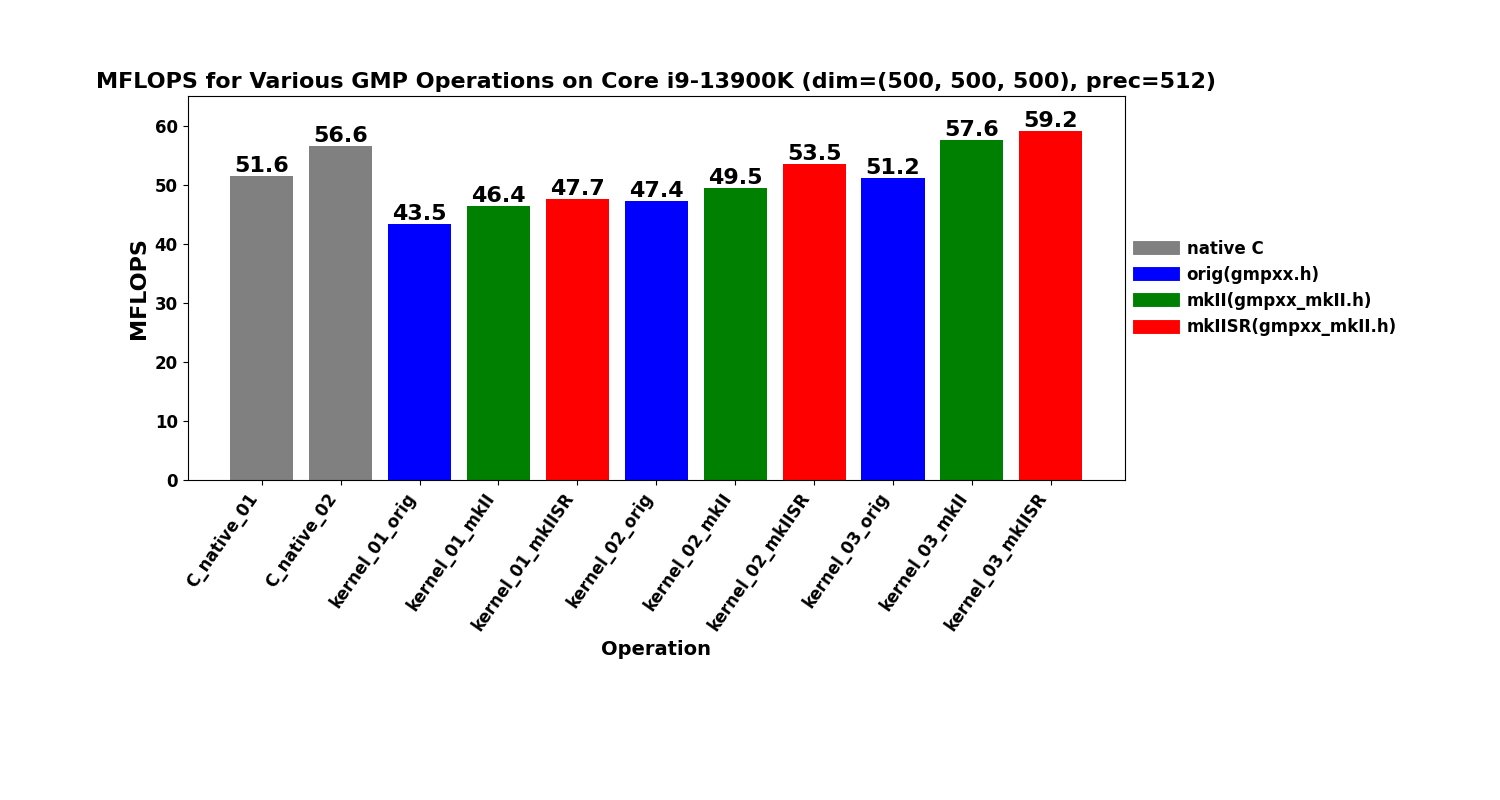 MFLOPS for Various GMP Operations on Core i9-13900K (dim=(500, 500, 500), prec=512)
MFLOPS
60
50
40
30
20
10
0
51.6
56.6
43.5
46.4
47.7
47.4
49.5
53.5
51.2
57.6
59.2
native C
orig(gmpxx.h)
mkII(gmpxx_mkII.h)
mkIISR(gmpxx_mkII.h)
C_native_01
C_native_02
kernel_01_orig
kernel_01_mkII
kernel_01_mkIISR
kernel_02_orig
kernel_02_mkII
kernel_02_mkIISR
kernel_03_orig
kernel_03_mkII
kernel_03_mkIISR
Operation